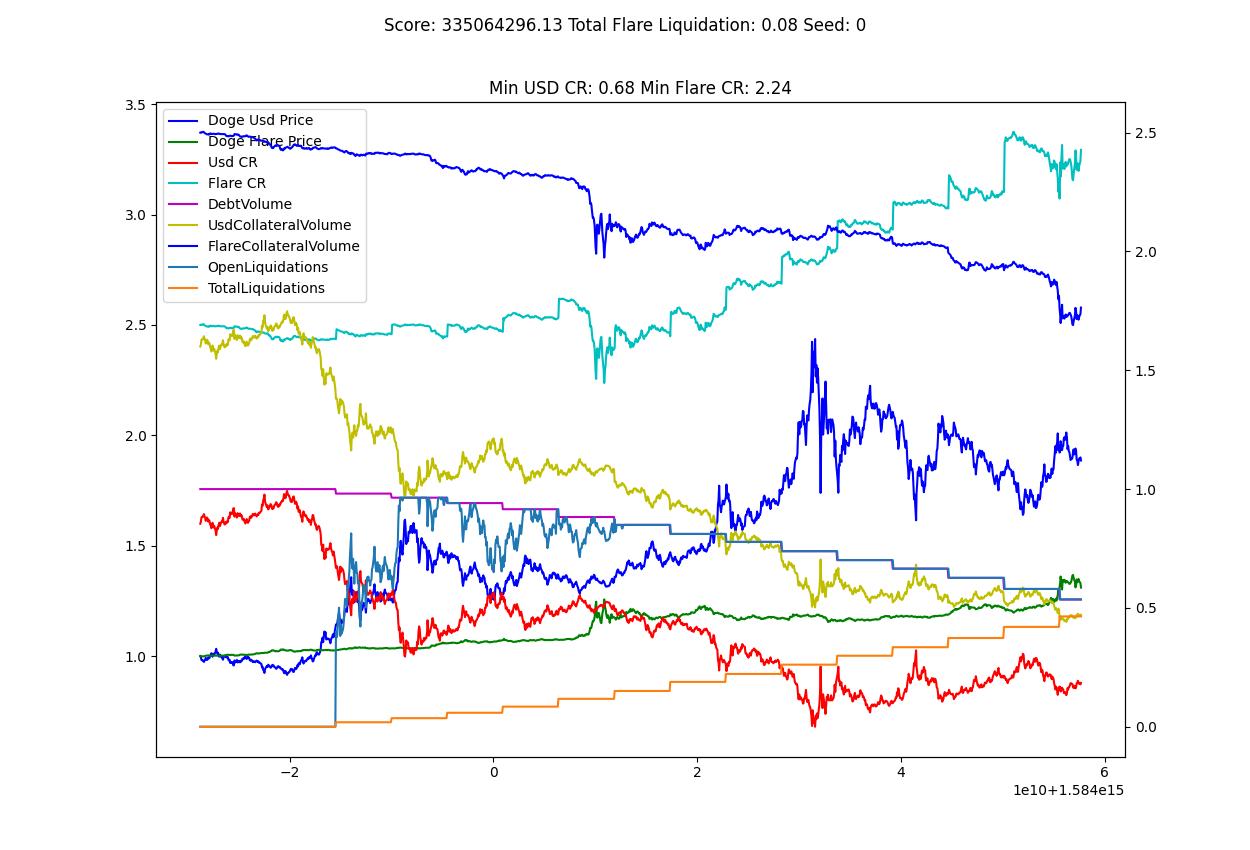 Score: 335064296.13 Total Flare Liquidation: 0.08 Seed: 0
Min USD CR: 0.68 Min Flare CR: 2.24
Doge Usd Price
Doge Flare Price
Usd CR
Flare CR
DebtVolume
UsdCollateralVolume
FlareCollateralVolume
OpenLiquidations
TotalLiquidations
3.5
3.0
2.5
2.0
1.5
1.0
2.5
2.0
1.5
1.0
0.5
0.0
−2
0
2
4
6
1e10+1.584e15